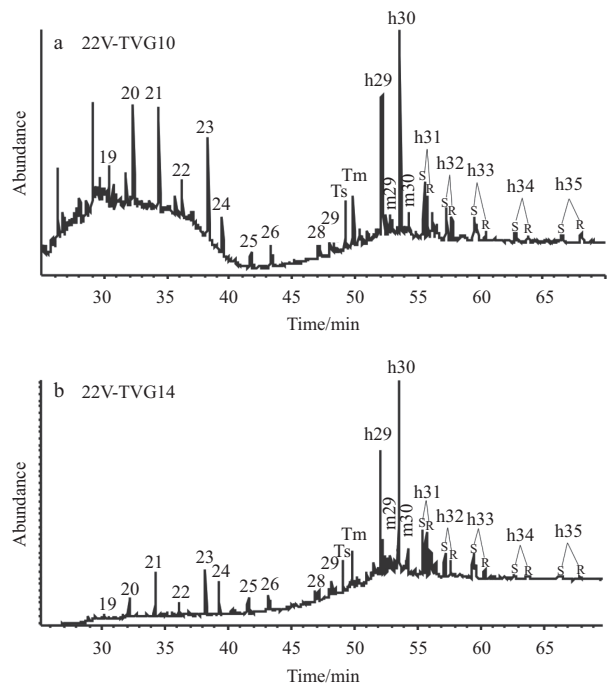 a 22V-TVG10
h30
h29
20 21
23
19
22
24
25 26
28 29
Ts Tm
m29 m30
h31
S R
h32
S R
h33
S R
h34
S R
h35
S R
Abundance
30 35 40 45 50 55 60 65
Time/min
b 22V-TVG14
h30
h29
19 20 21 22 23 24 25 26 28 29
Ts Tm
m29 m30
h31
S R
h32
S R
h33
S R
h34
S R
h35
S R
Abundance
30 35 40 45 50 55 60 65
Time/min